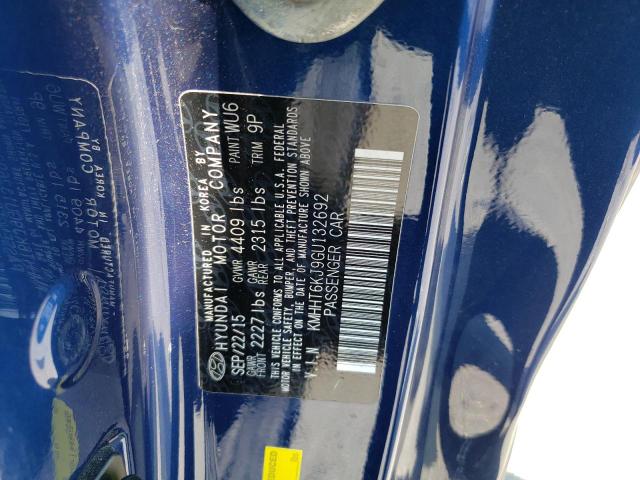 MANUFACTURED IN KOREA BY
HYUNDAI MOTOR COMPANY
SEP/22/15 GVWR 4409 lbs PAINT WU6
GAWR FRONT 2227 lbs GAWR REAR 2315 lbs TRIM 9P
THIS VEHICLE CONFORMS TO ALL APPLICABLE U.S.A. FEDERAL
MOTOR VEHICLE SAFETY, BUMPER, AND THEFT PREVENTION STANDARDS
IN EFFECT ON THE DATE OF MANUFACTURE SHOWN ABOVE
V.I.N KMHHT6KJ9GU132692
PASSENGER CAR